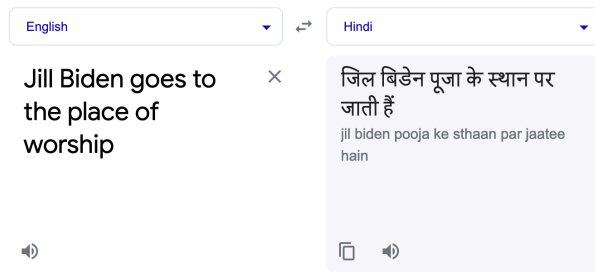 English
Hindi
Jill Biden goes to
the place of
worship
जिल बिडेन पूजा के स्थान पर
जाती हैं
jil biden pooja ke sthaan par jaatee
hain